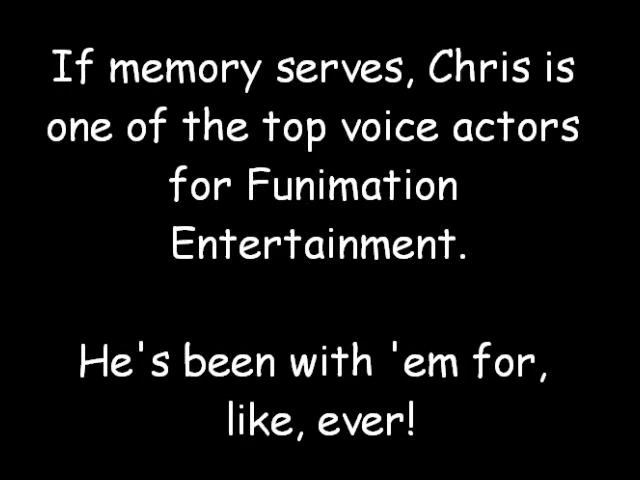 If memory serves, Chris is
one of the top voice actors
for Funimation
Entertainment.
He's been with 'em for,
like, ever!